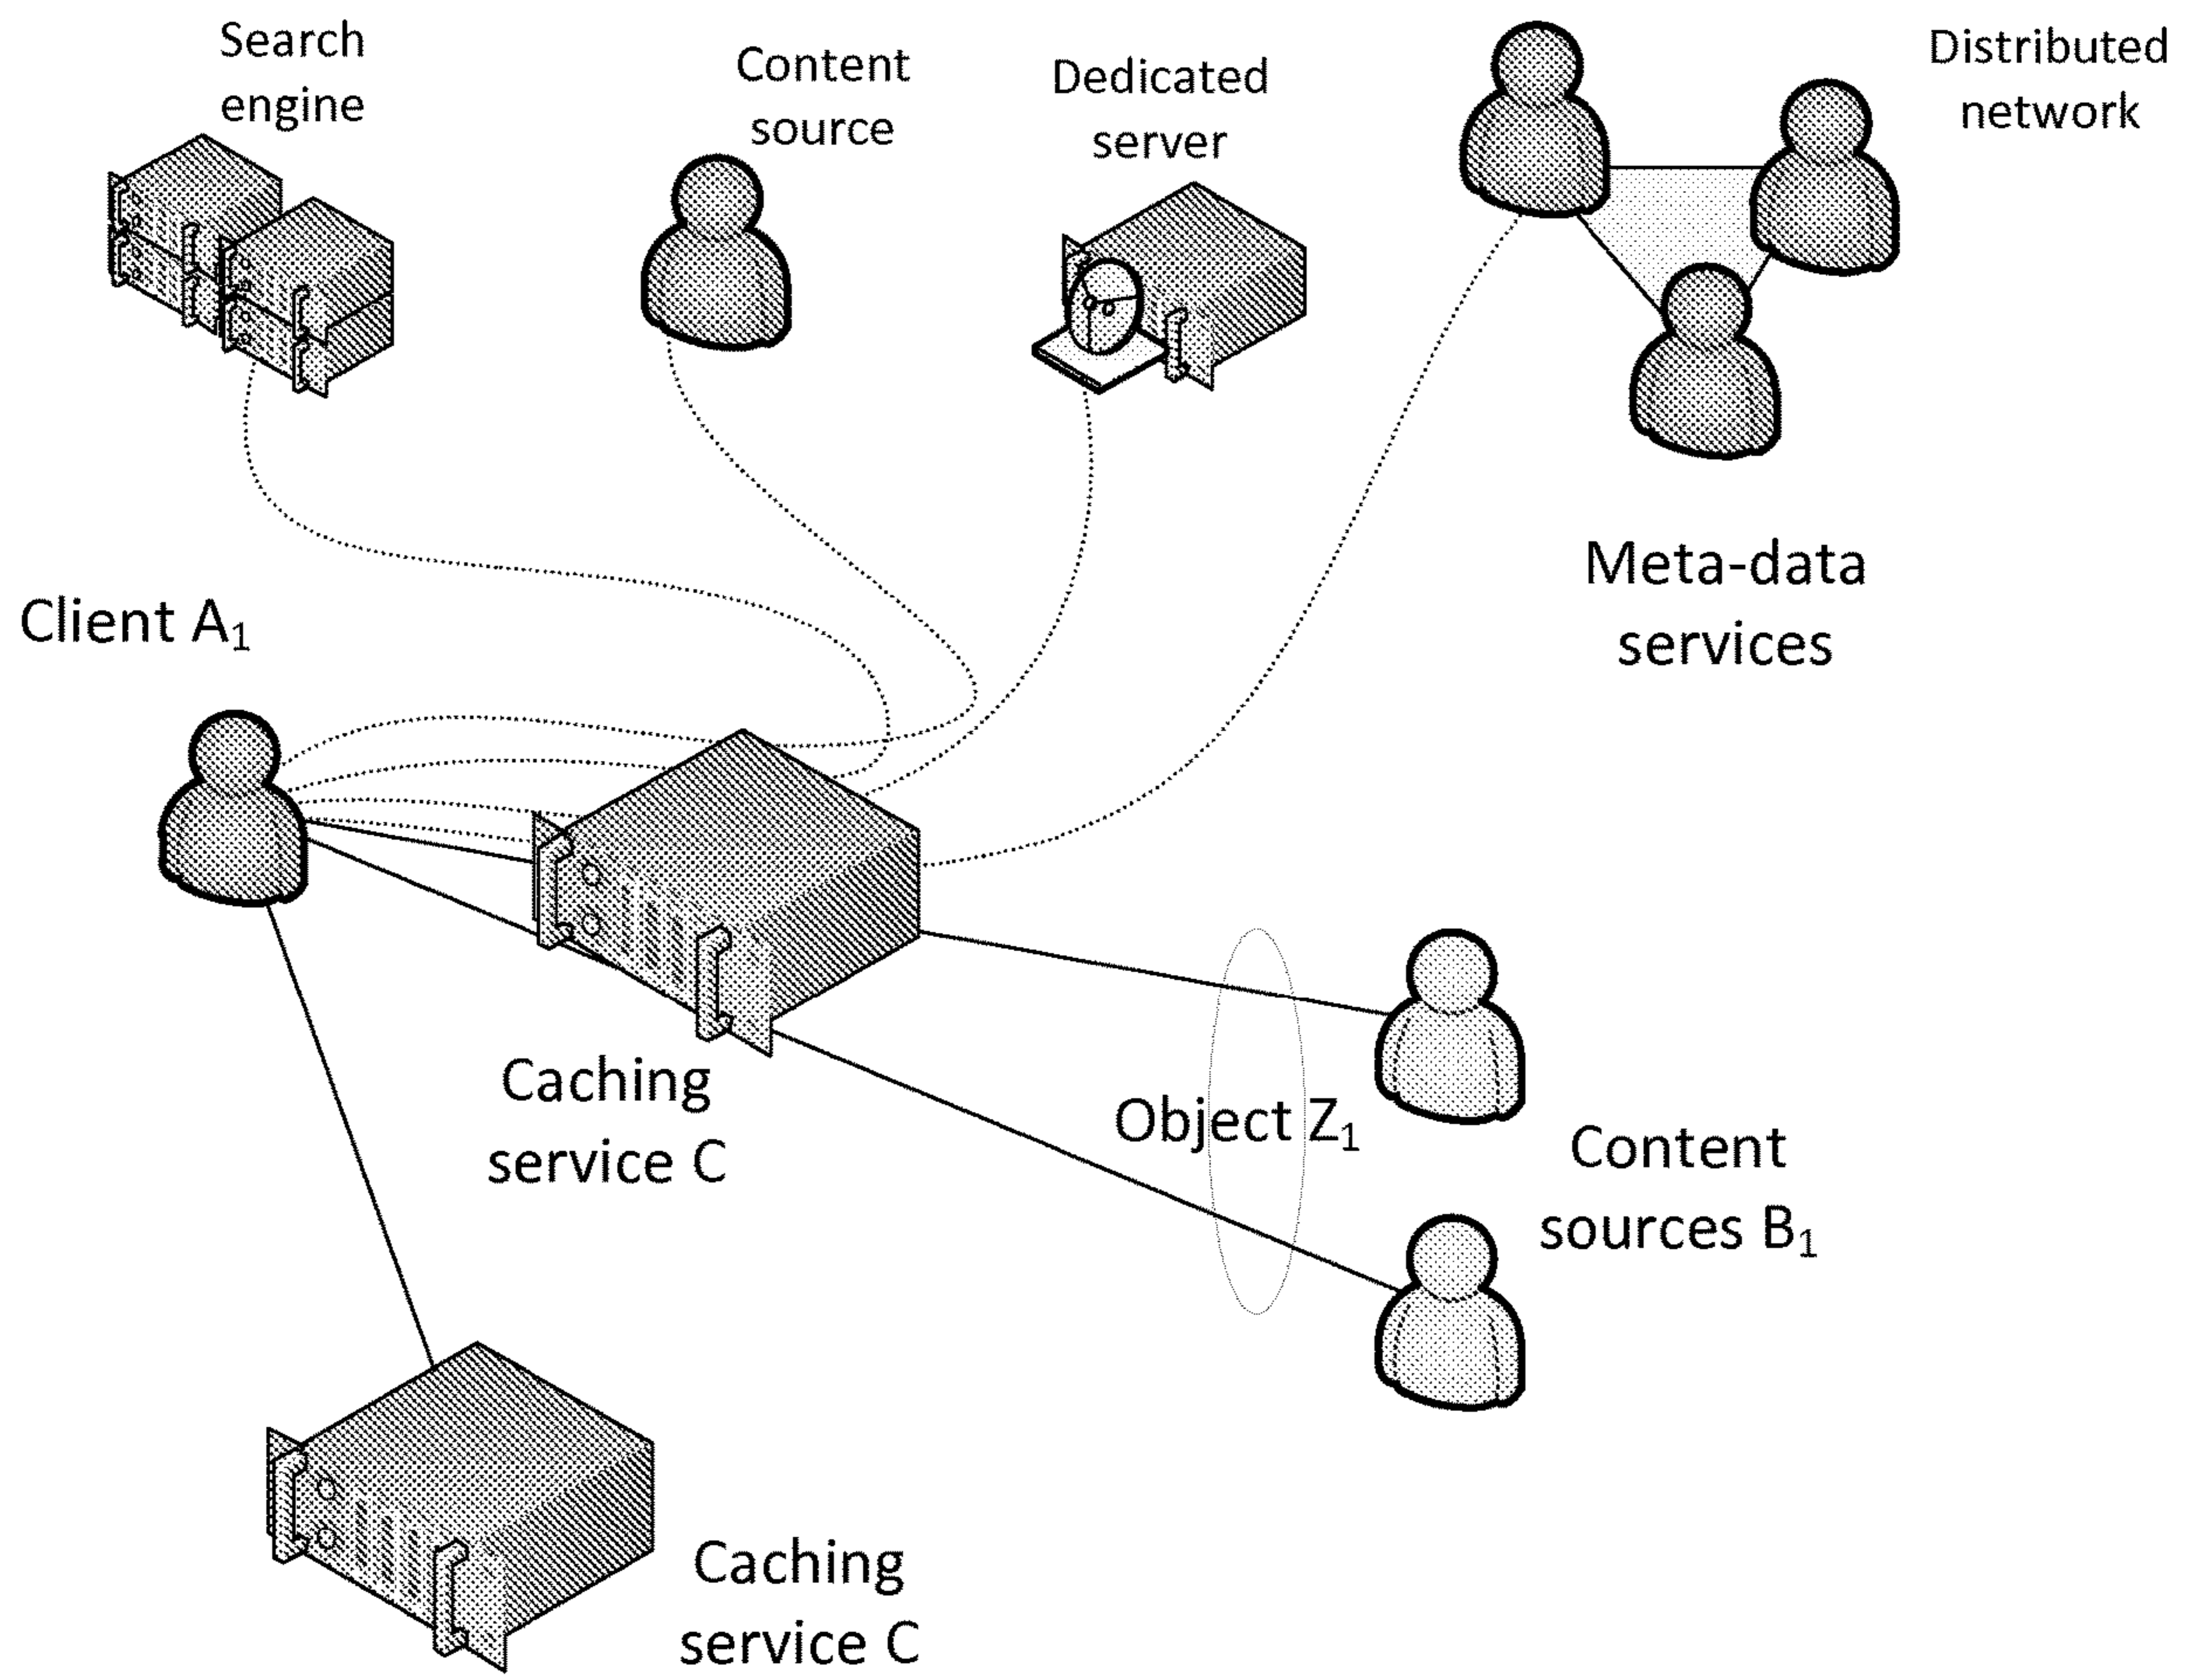 Search
engine
Content
source
Dedicated
server
Distributed
network
Meta-data
services
Client A₁
Caching
service C
Object Z₁
Content
sources B₁
Caching
service C